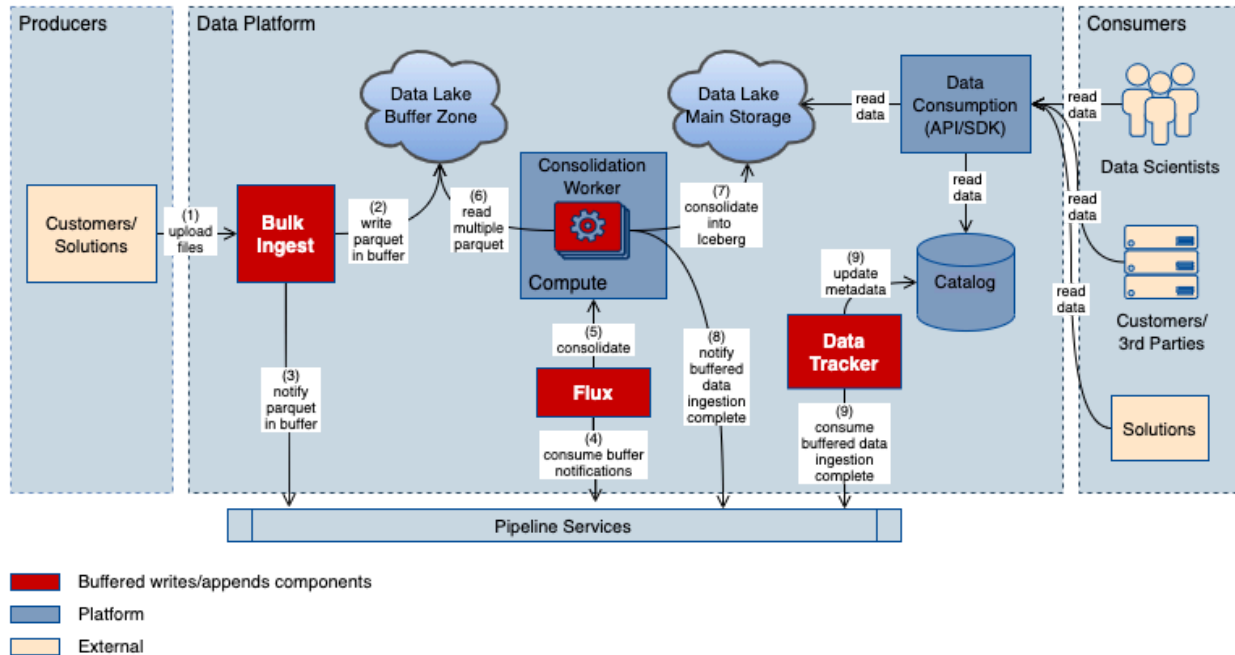 Producers
Data Platform
Consumers
Data Lake
Buffer Zone
Data Lake
Main Storage
read
data
Data
Consumption
(API/SDK)
read
data
Data Scientists
Customers/
Solutions
(1)
upload
files
Bulk
Ingest
(2)
write
parquet
in buffer
(6)
read
multiple
parquet
Consolidation
Worker
Compute
(7)
consolidate
into
Iceberg
read
data
read
data
(9)
update
metadata
Catalog
read
data
Customers/
3rd Parties
(3)
notify
parquet
in buffer
(5)
consolidate
Flux
(4)
consume buffer
notifications
(8)
notify
buffered
data
ingestion
complete
Data
Tracker
(9)
consume
buffered data
ingestion
complete
Solutions
Pipeline Services
Buffered writes/appends components
Platform
External